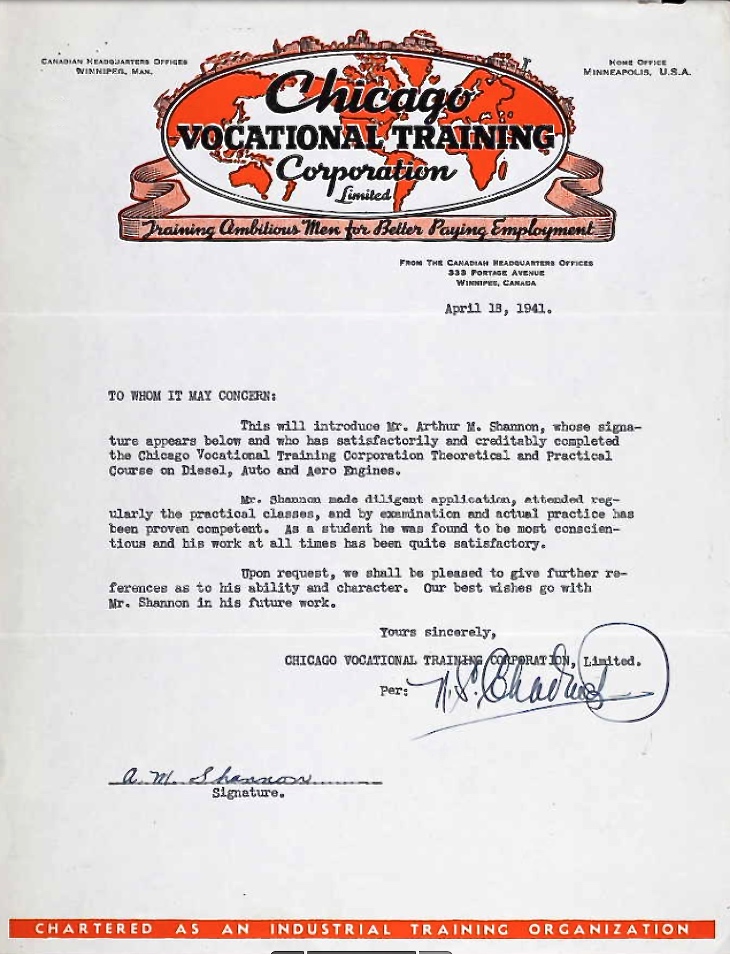 CANADIAN HEADQUARTERS OFFICES
WINNIPEG, MAN.
HOME OFFICE
MINNEAPOLIS, U.S.A.
Chicago
VOCATIONAL TRAINING
Corporation
Limited
Training Ambitious Men for Better Paying Employment
FROM THE CANADIAN HEADQUARTERS OFFICES
333 PORTAGE AVENUE
WINNIPEG, CANADA
April 18, 1941.
TO WHOM IT MAY CONCERN:
This will introduce Mr. Arthur M. Shannon, whose signa-
ture appears below and who has satisfactorily and creditably completed
the Chicago Vocational Training Corporation Theoretical and Practical
Course on Diesel, Auto and Aero Engines.
Mr. Shannon made diligent application, attended reg-
ularly the practical classes, and by examination and actual practice has
been proven competent. As a student he was found to be most conscien-
tious and his work at all times has been quite satisfactory.
Upon request, we shall be pleased to give further re-
ferences as to his ability and character. Our best wishes go with
Mr. Shannon in his future work.
Yours sincerely,
CHICAGO VOCATIONAL TRAINING CORPORATION, Limited.
Per:
A. M. Shannon
Signature.
CHARTERED AS AN INDUSTRIAL TRAINING ORGANIZATION